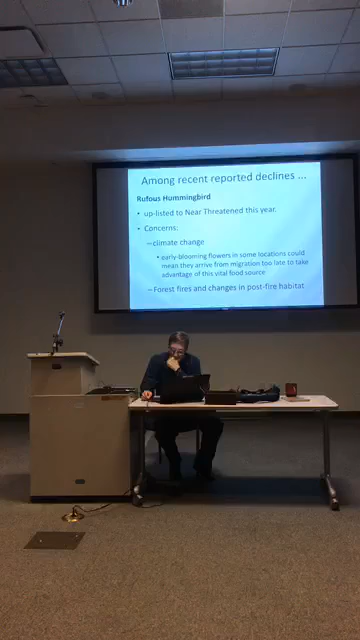 Among recent reported declines ...
Rufous Hummingbird
• up-listed to Near Threatened this year.
• Concerns:
–climate change
• early-blooming flowers in some locations could
mean they arrive from migration too late to take
advantage of this vital food source
–Forest fires and changes in post-fire habitat